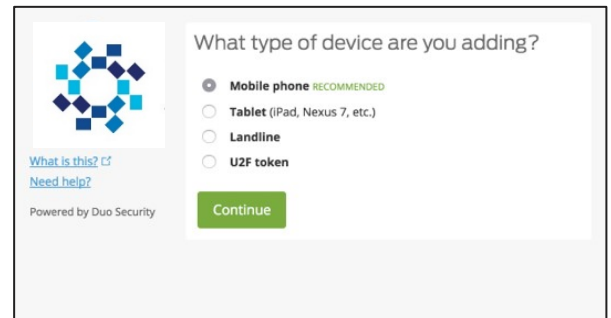 What type of device are you adding?
Mobile phone RECOMMENDED
Tablet (iPad, Nexus 7, etc.)
Landline
U2F token
Continue
What is this?
Need help?
Powered by Duo Security